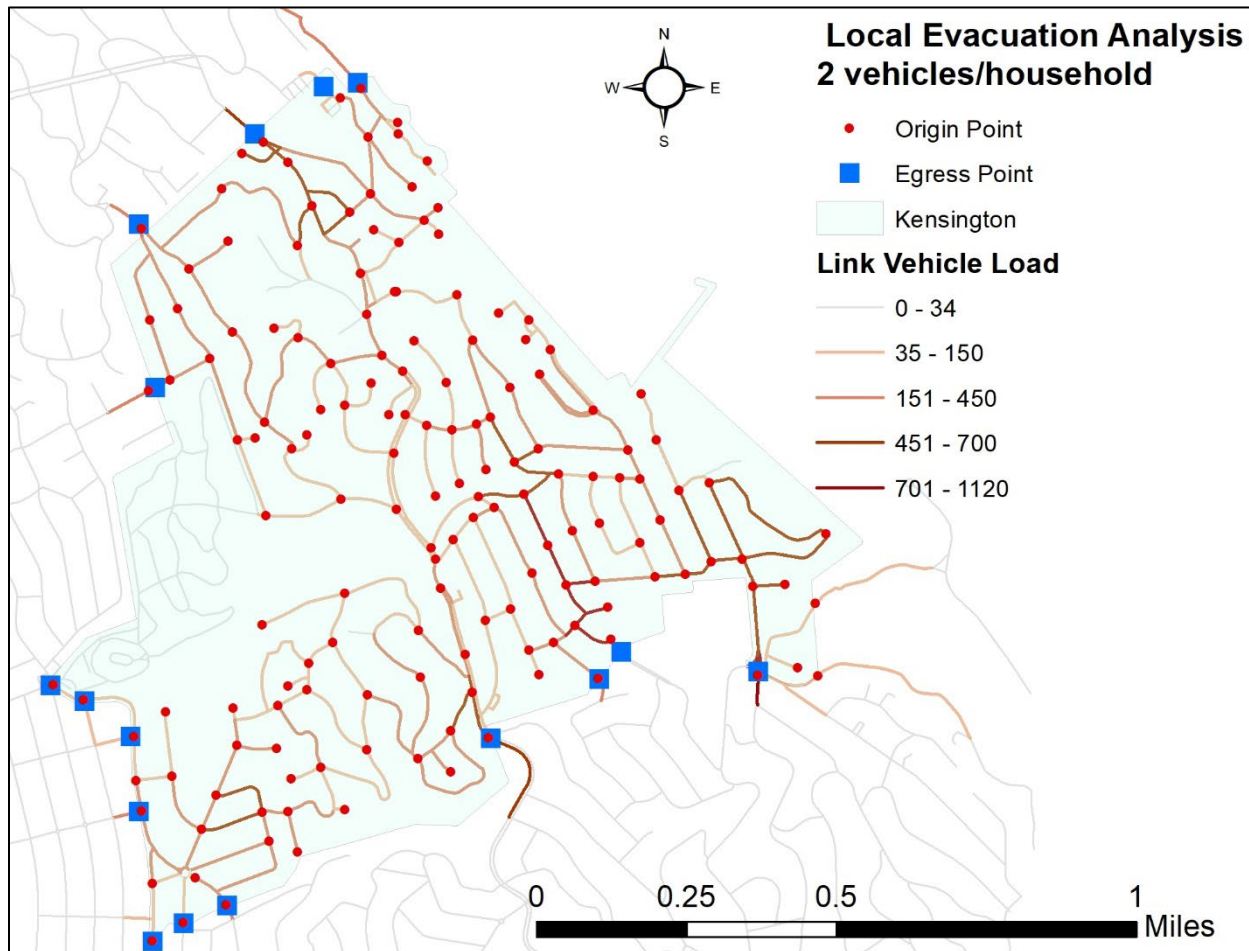 Local Evacuation Analysis
2 vehicles/household
N
W E
S
Origin Point
Egress Point
Kensington
Link Vehicle Load
0 - 34
35 - 150
151 - 450
451 - 700
701 - 1120
0 0.25 0.5 1
Miles